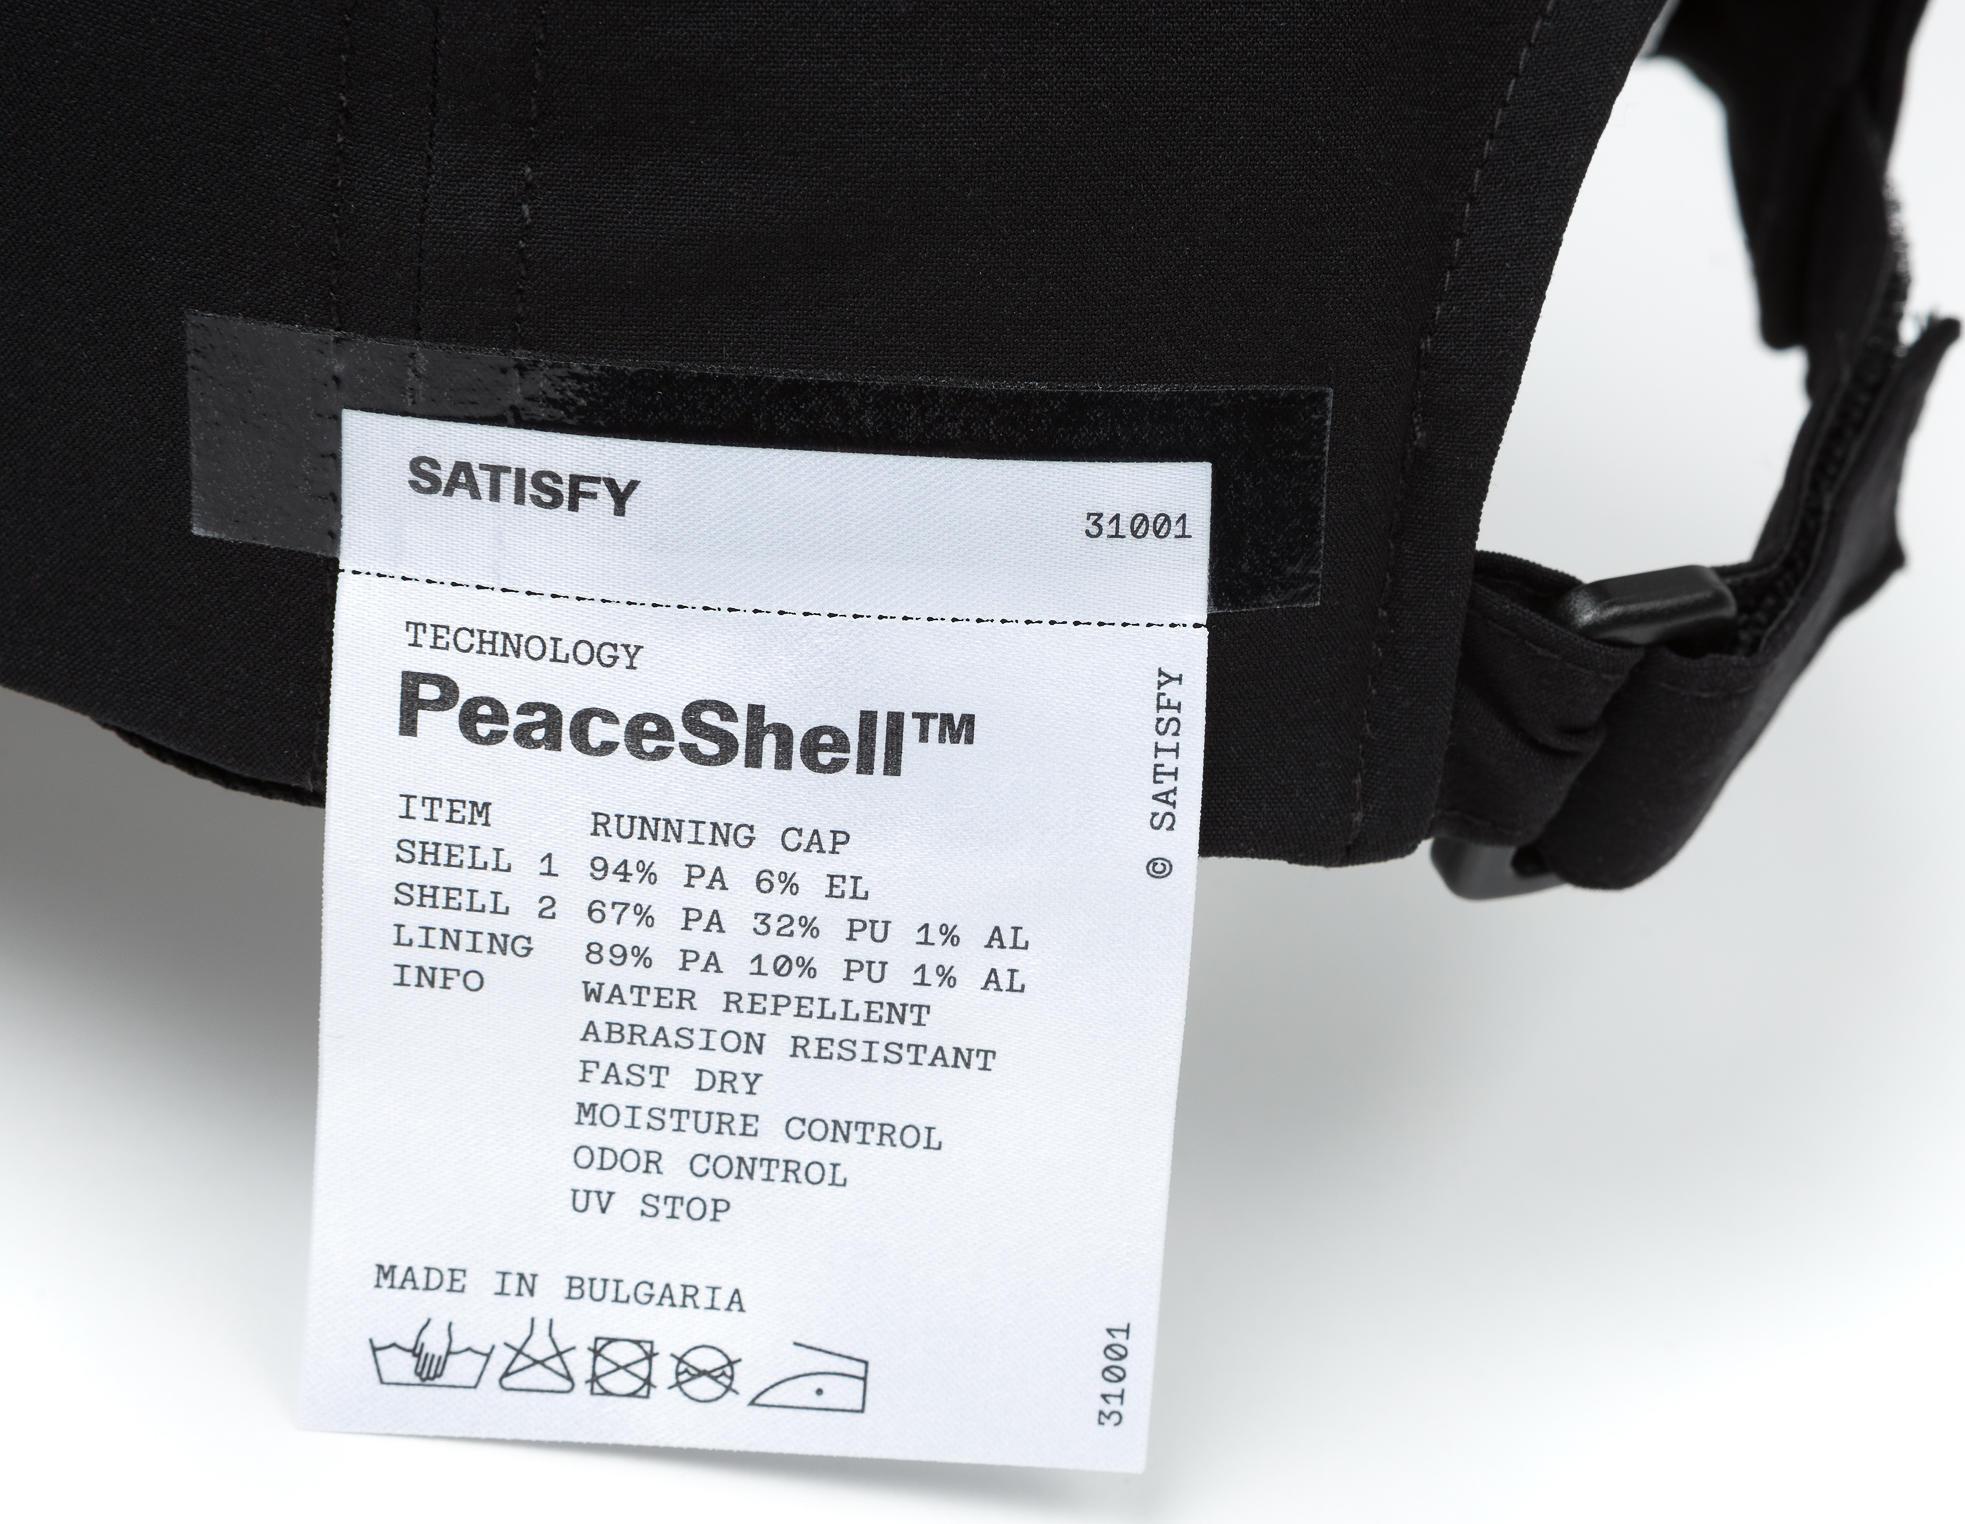 SATISFY
31001
TECHNOLOGY
PeaceShell™
ITEM RUNNING CAP
SHELL 1 94% PA 6% EL
SHELL 2 67% PA 32% PU 1% AL
LINING 89% PA 10% PU 1% AL
INFO WATER REPELLENT
ABRASION RESISTANT
FAST DRY
MOISTURE CONTROL
ODOR CONTROL
UV STOP
MADE IN BULGARIA
© SATISFY
31001